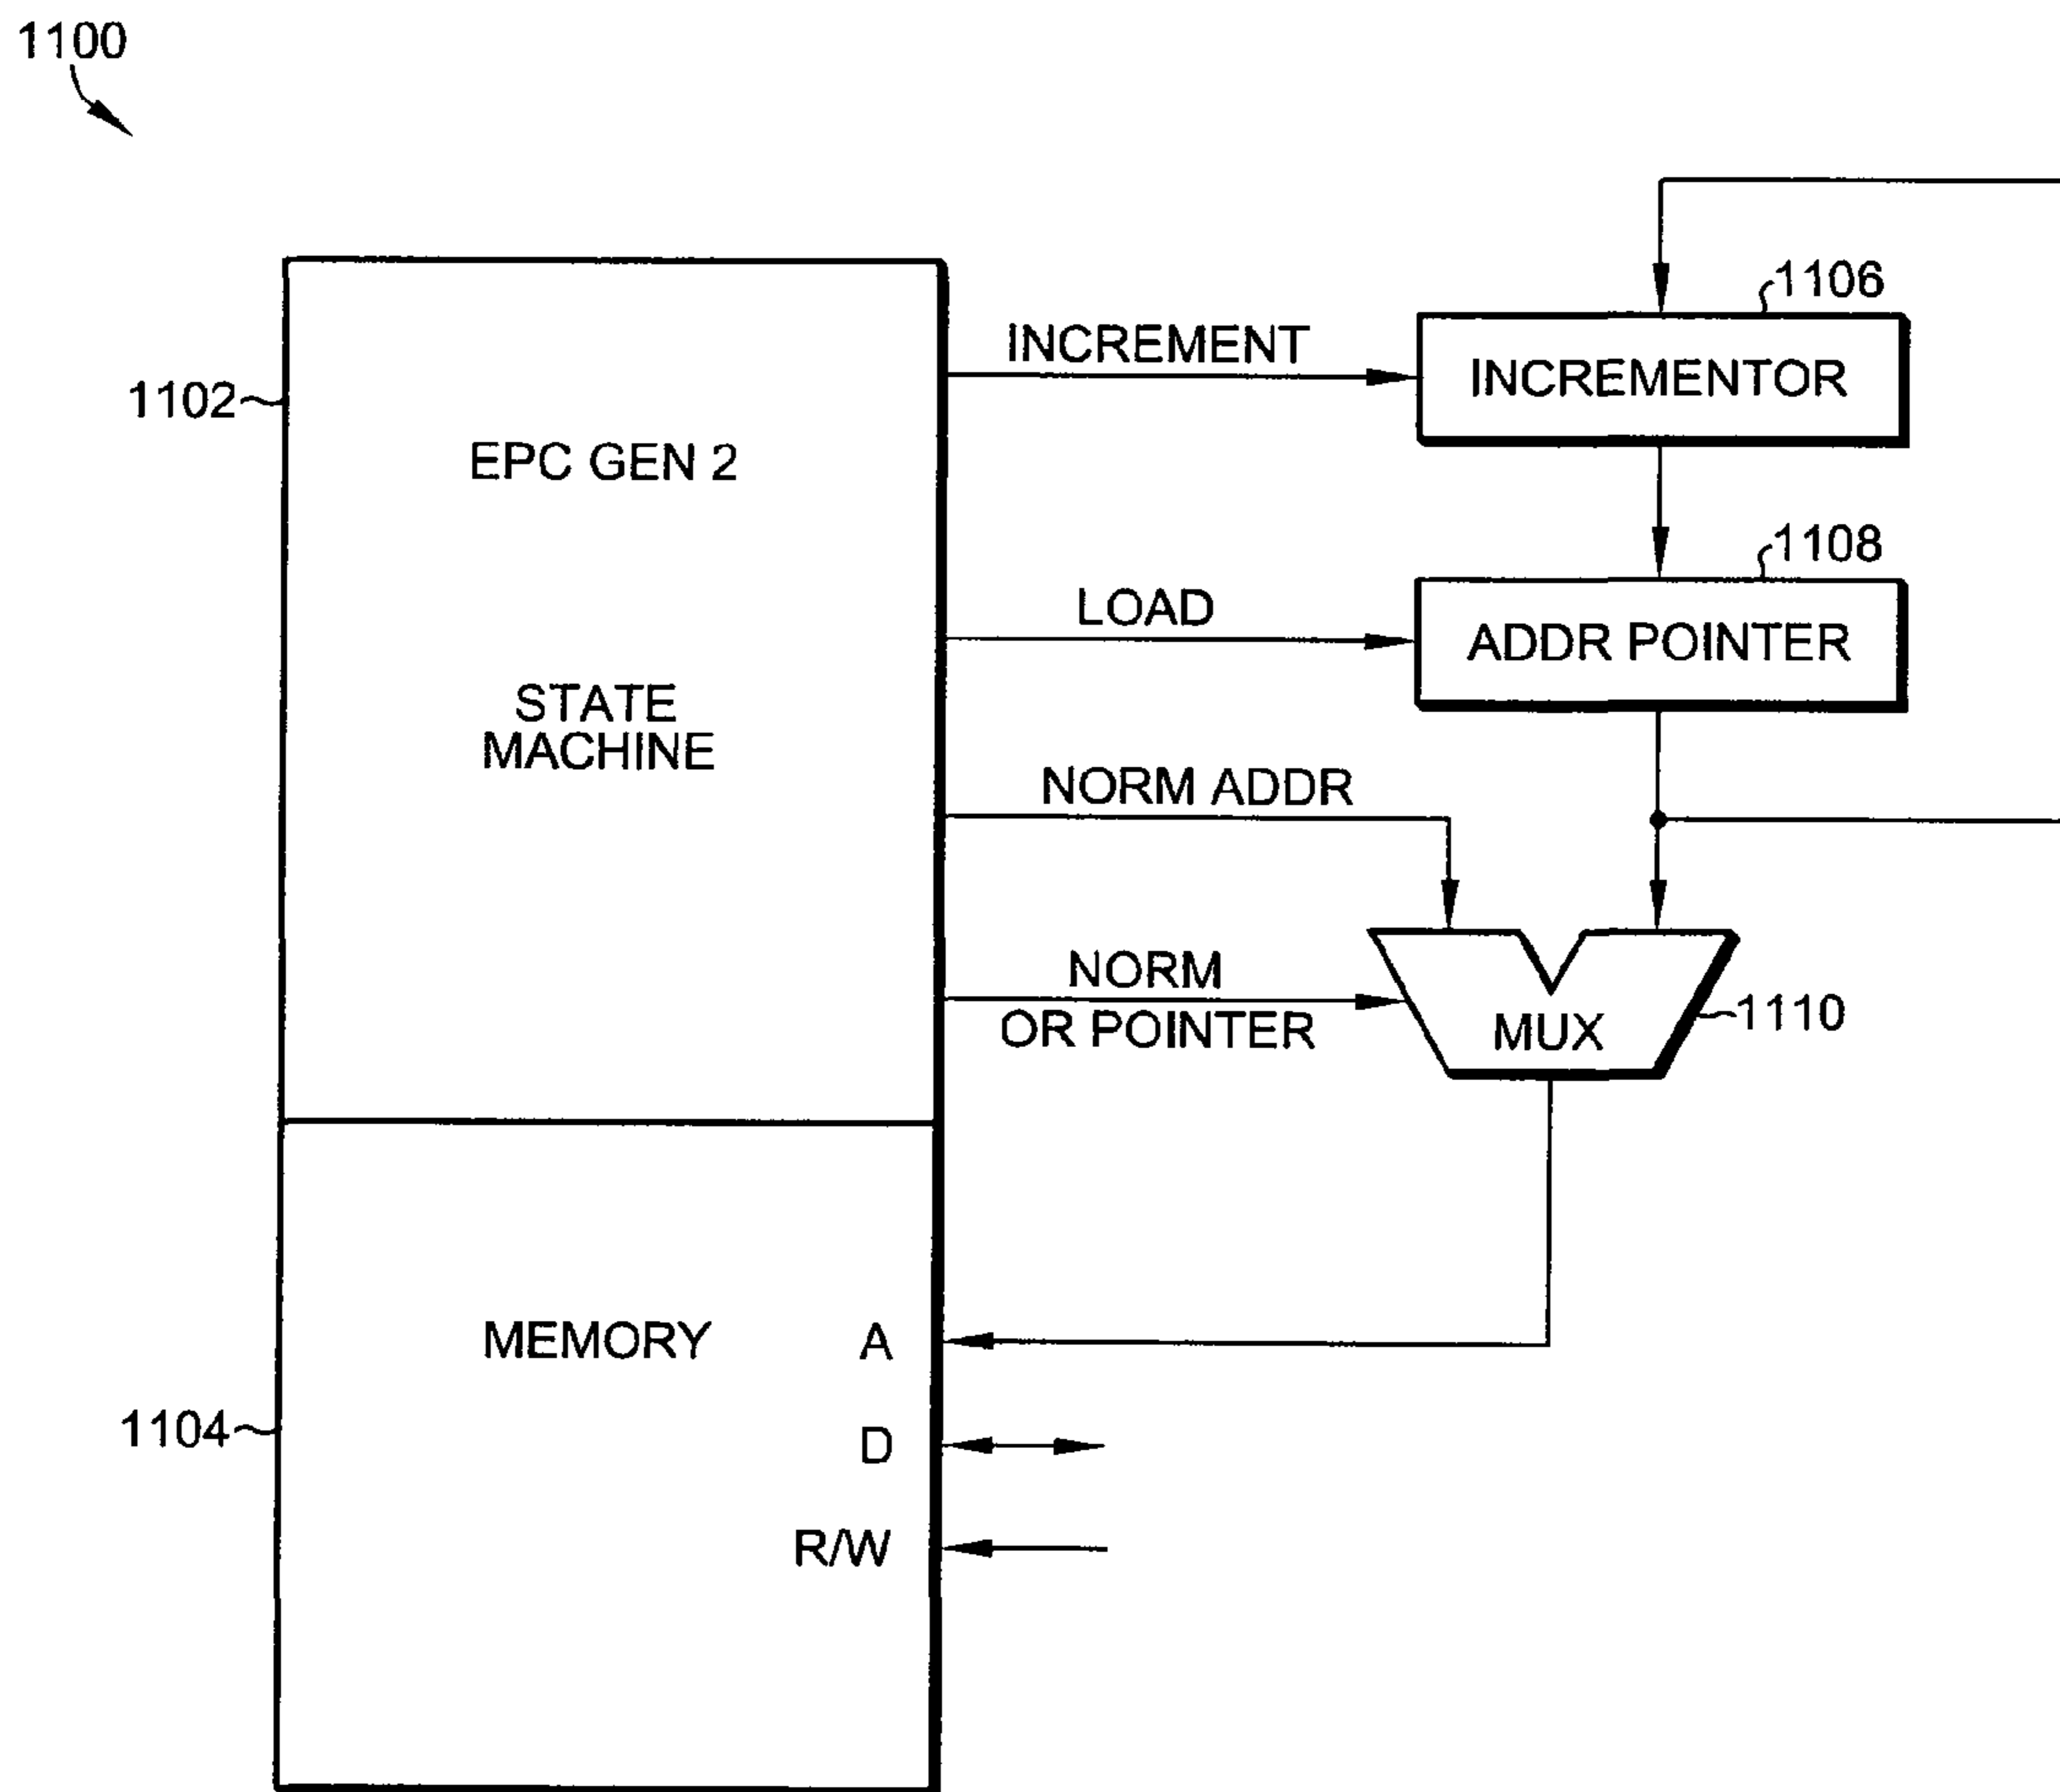 1100
1106
INCREMENT
INCREMENTOR
1102
EPC GEN 2
1108
LOAD
ADDR POINTER
STATE
MACHINE
NORM ADDR
NORM
OR POINTER
MUX
1110
MEMORY
A
1104
D
R/W